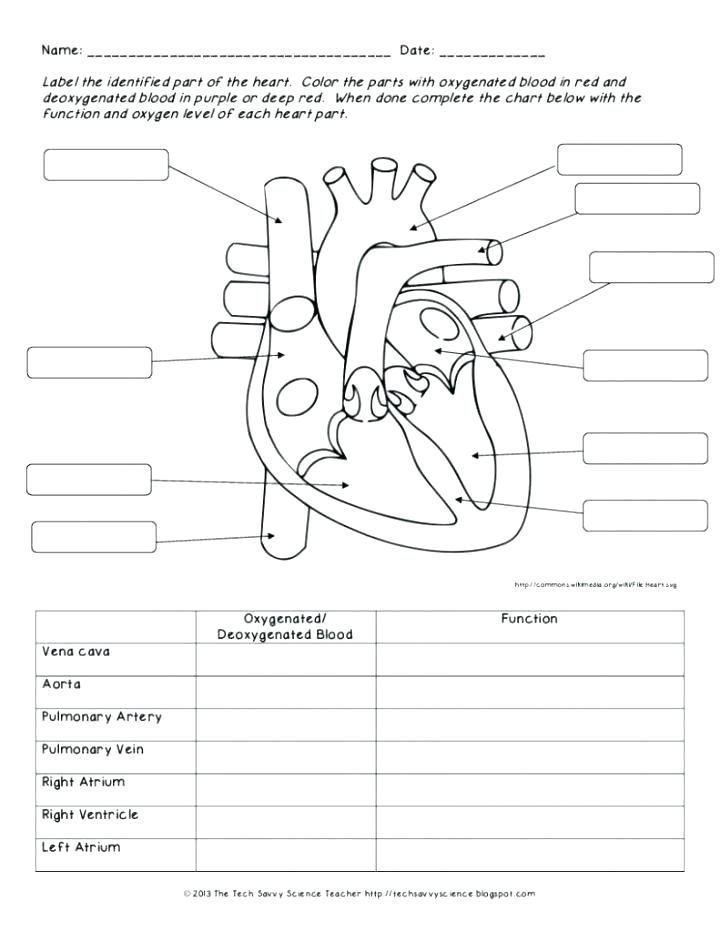 Name: __________________________________ Date: _____________
Label the identified part of the heart. Color the parts with oxygenated blood in red and
deoxygenated blood in purple or deep red. When done complete the chart below with the
function and oxygen level of each heart part.
http://commons.wikimedia.org/wiki/File:Heart.svg
Oxygenated/
Deoxygenated Blood
Function
Vena cava
Aorta
Pulmonary Artery
Pulmonary Vein
Right Atrium
Right Ventricle
Left Atrium
© 2013 The Tech Savvy Science Teacher http://techsavvyscience.blogspot.com